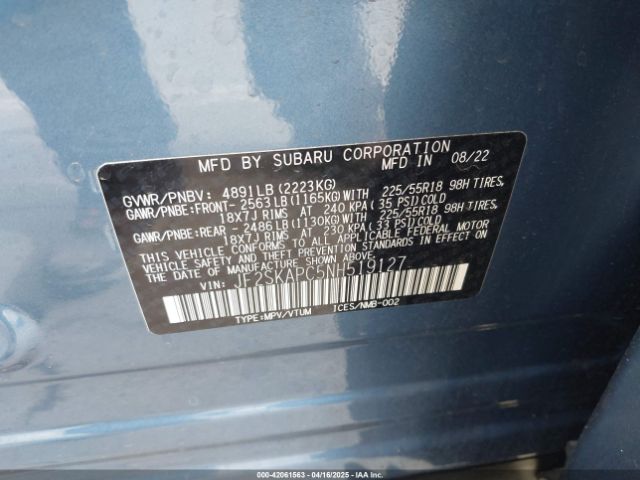 MFD BY SUBARU CORPORATION
MFD IN 08/22
GVWR/PNBV: 4891LB (2223KG)
GAWR/PNBE:FRONT- 2563LB (1165KG)WITH 225/55R18 98H TIRES,
18X7J RIMS AT 240 KPA (35 PSI)COLD
GAWR/PNBE: REAR - 2486LB (1130KG)WITH 225/55R18 98H TIRES,
18X7J RIMS AT 230 KPA (33 PSI)COLD
THIS VEHICLE CONFORMS TO ALL APPLICABLE FEDERAL MOTOR
VEHICLE SAFETY AND THEFT PREVENTION STANDARDS IN EFFECT ON
THE DATE OF MANUFACTURE SHOWN ABOVE.
VIN: JF2SKAPC5NH519127
TYPE:MPV/VTUM ICES/NMB-002
000-42061563 - 04/16/2025 - IAA Inc.